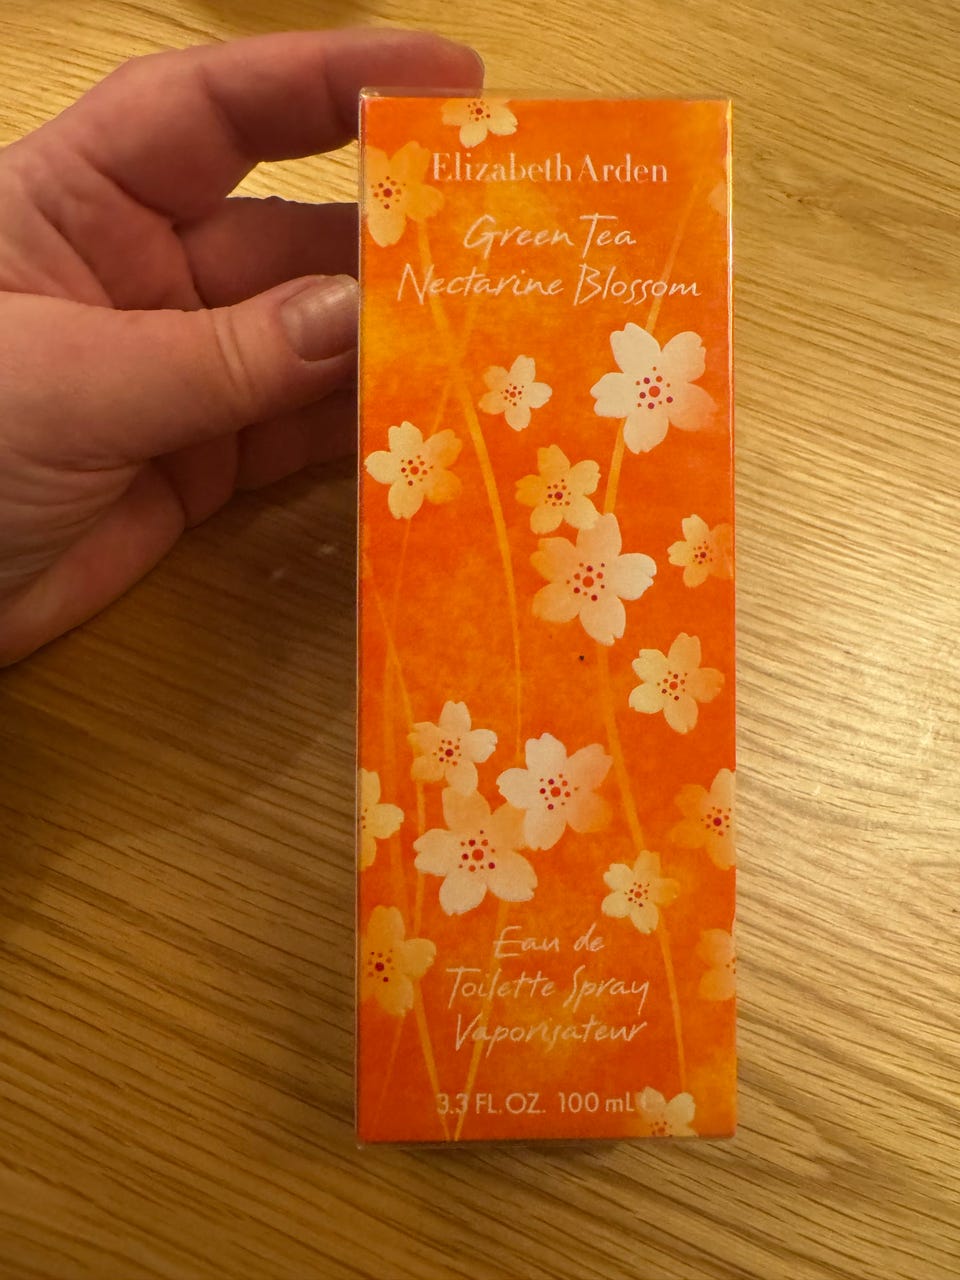 Elizabeth Arden
Green Tea
Nectarine Blossom
Eau de
Toilette Spray
Vaporisateur
3.3 FL. OZ. 100 mL ℮